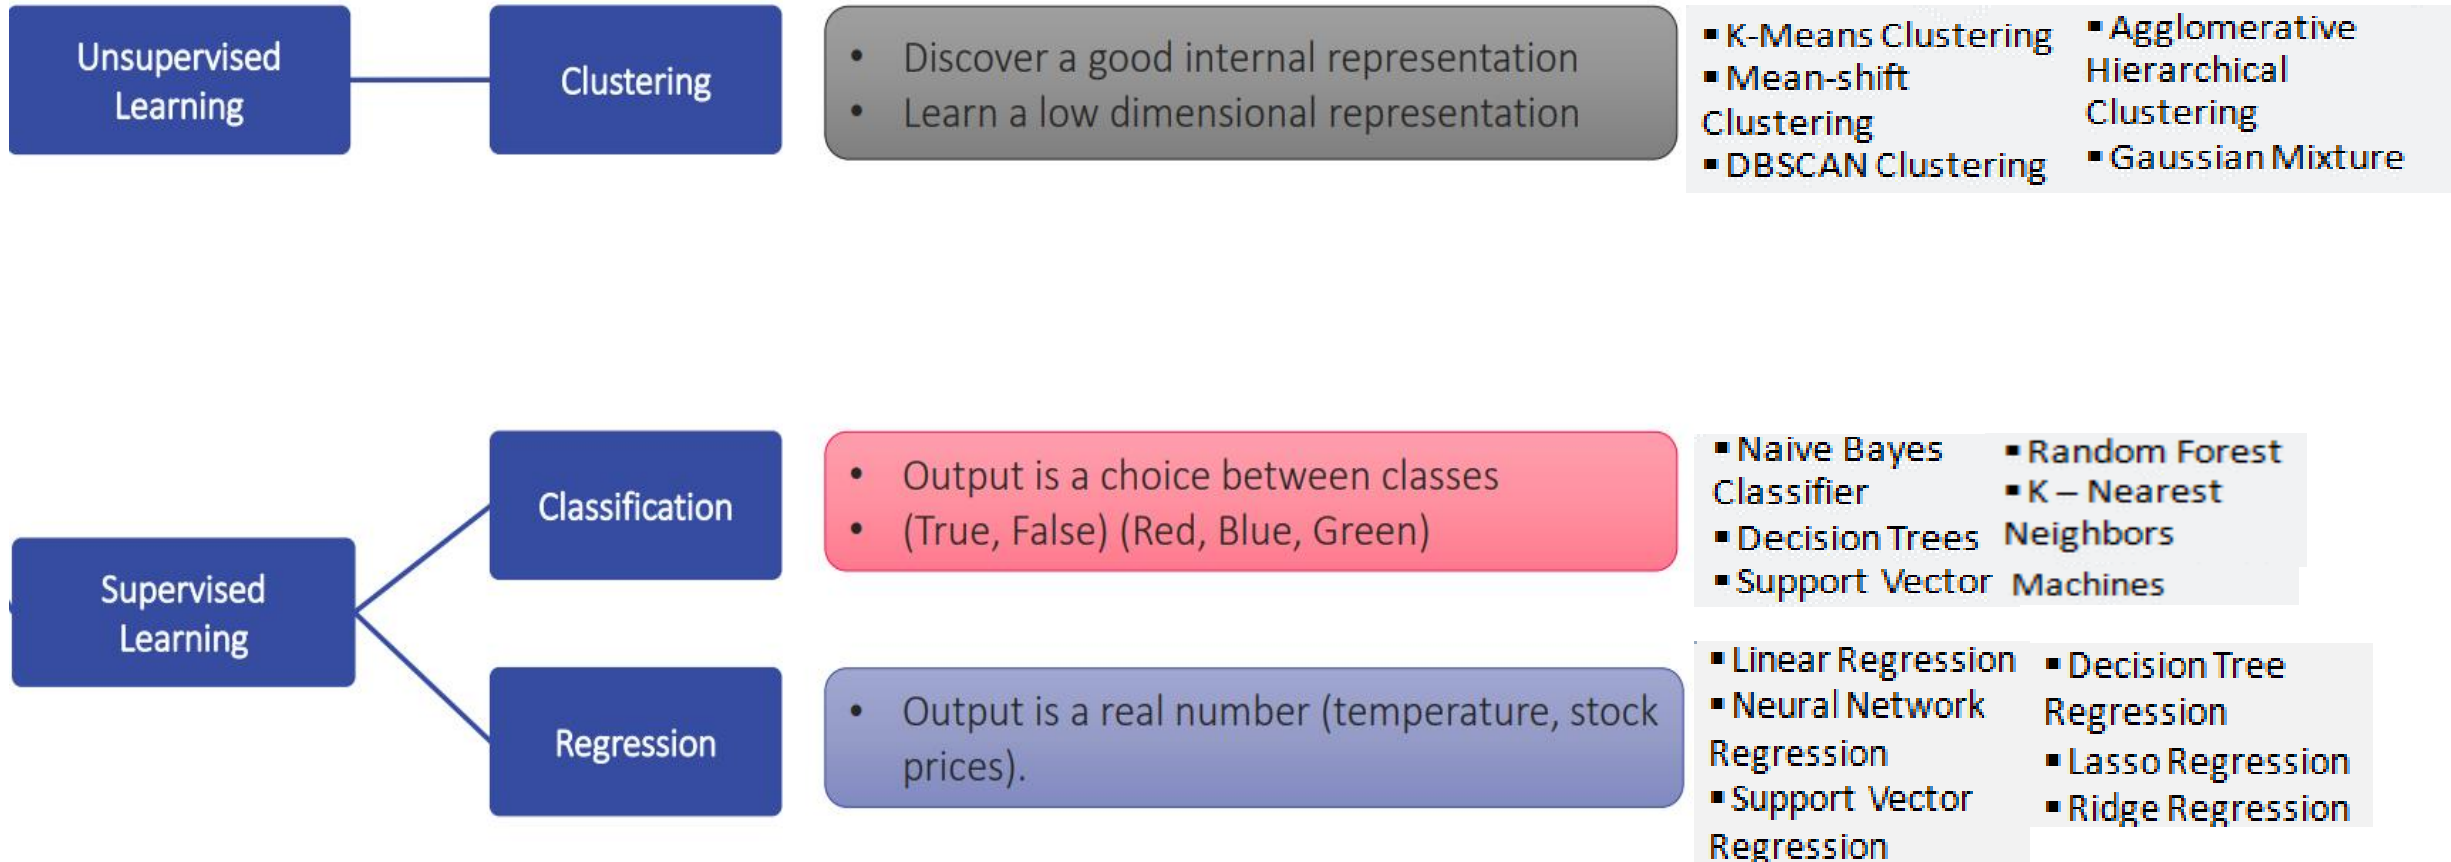 Unsupervised
Learning
Clustering
• Discover a good internal representation
• Learn a low dimensional representation
▪ K-Means Clustering
▪ Mean-shift
Clustering
▪ DBSCAN Clustering
▪ Agglomerative
Hierarchical
Clustering
▪ Gaussian Mixture
Supervised
Learning
Classification
• Output is a choice between classes
• (True, False) (Red, Blue, Green)
▪ Naive Bayes
Classifier
▪ Decision Trees
▪ Support Vector Machines
▪ Random Forest
▪ K – Nearest
Neighbors
Regression
• Output is a real number (temperature, stock
prices).
▪ Linear Regression
▪ Neural Network
Regression
▪ Support Vector
Regression
▪ Decision Tree
Regression
▪ Lasso Regression
▪ Ridge Regression